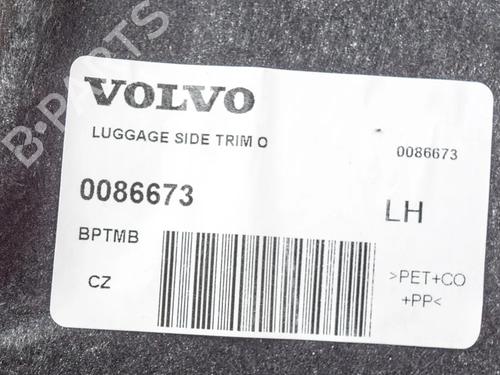 B-PARTS
VOLVO
LUGGAGE SIDE TRIM O
0086673
0086673
LH
BPTMB
CZ
>PET+CO
+PP<